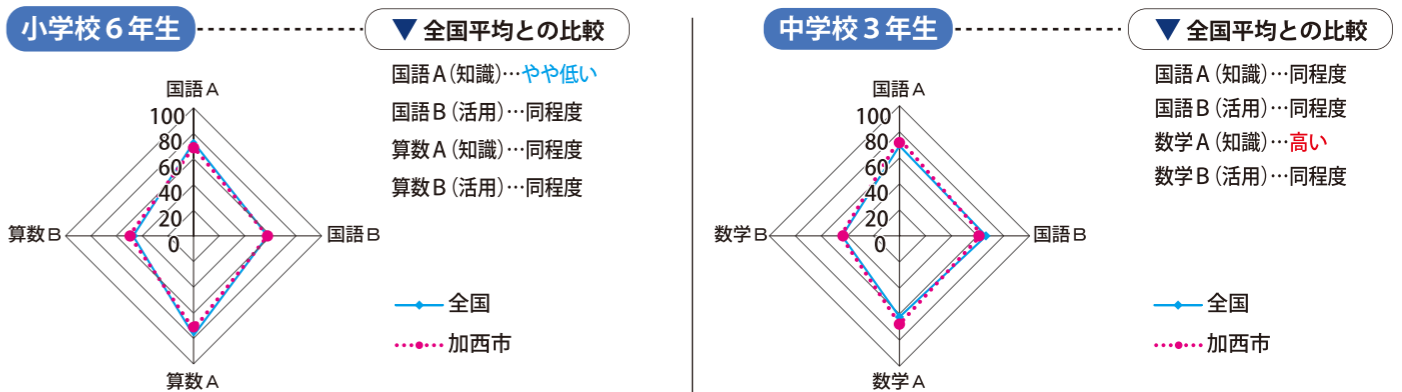 小学校6年生
▼全国平均との比較
国語A(知識)…やや低い
国語B(活用)…同程度
算数A(知識)…同程度
算数B(活用)…同程度
国語A
100
80
60
40
20
0
算数B
国語B
算数A
全国
加西市
中学校3年生
▼全国平均との比較
国語A(知識)…同程度
国語B(活用)…同程度
数学A(知識)…高い
数学B(活用)…同程度
国語A
100
80
60
40
20
0
数学B
国語B
数学A
全国
加西市